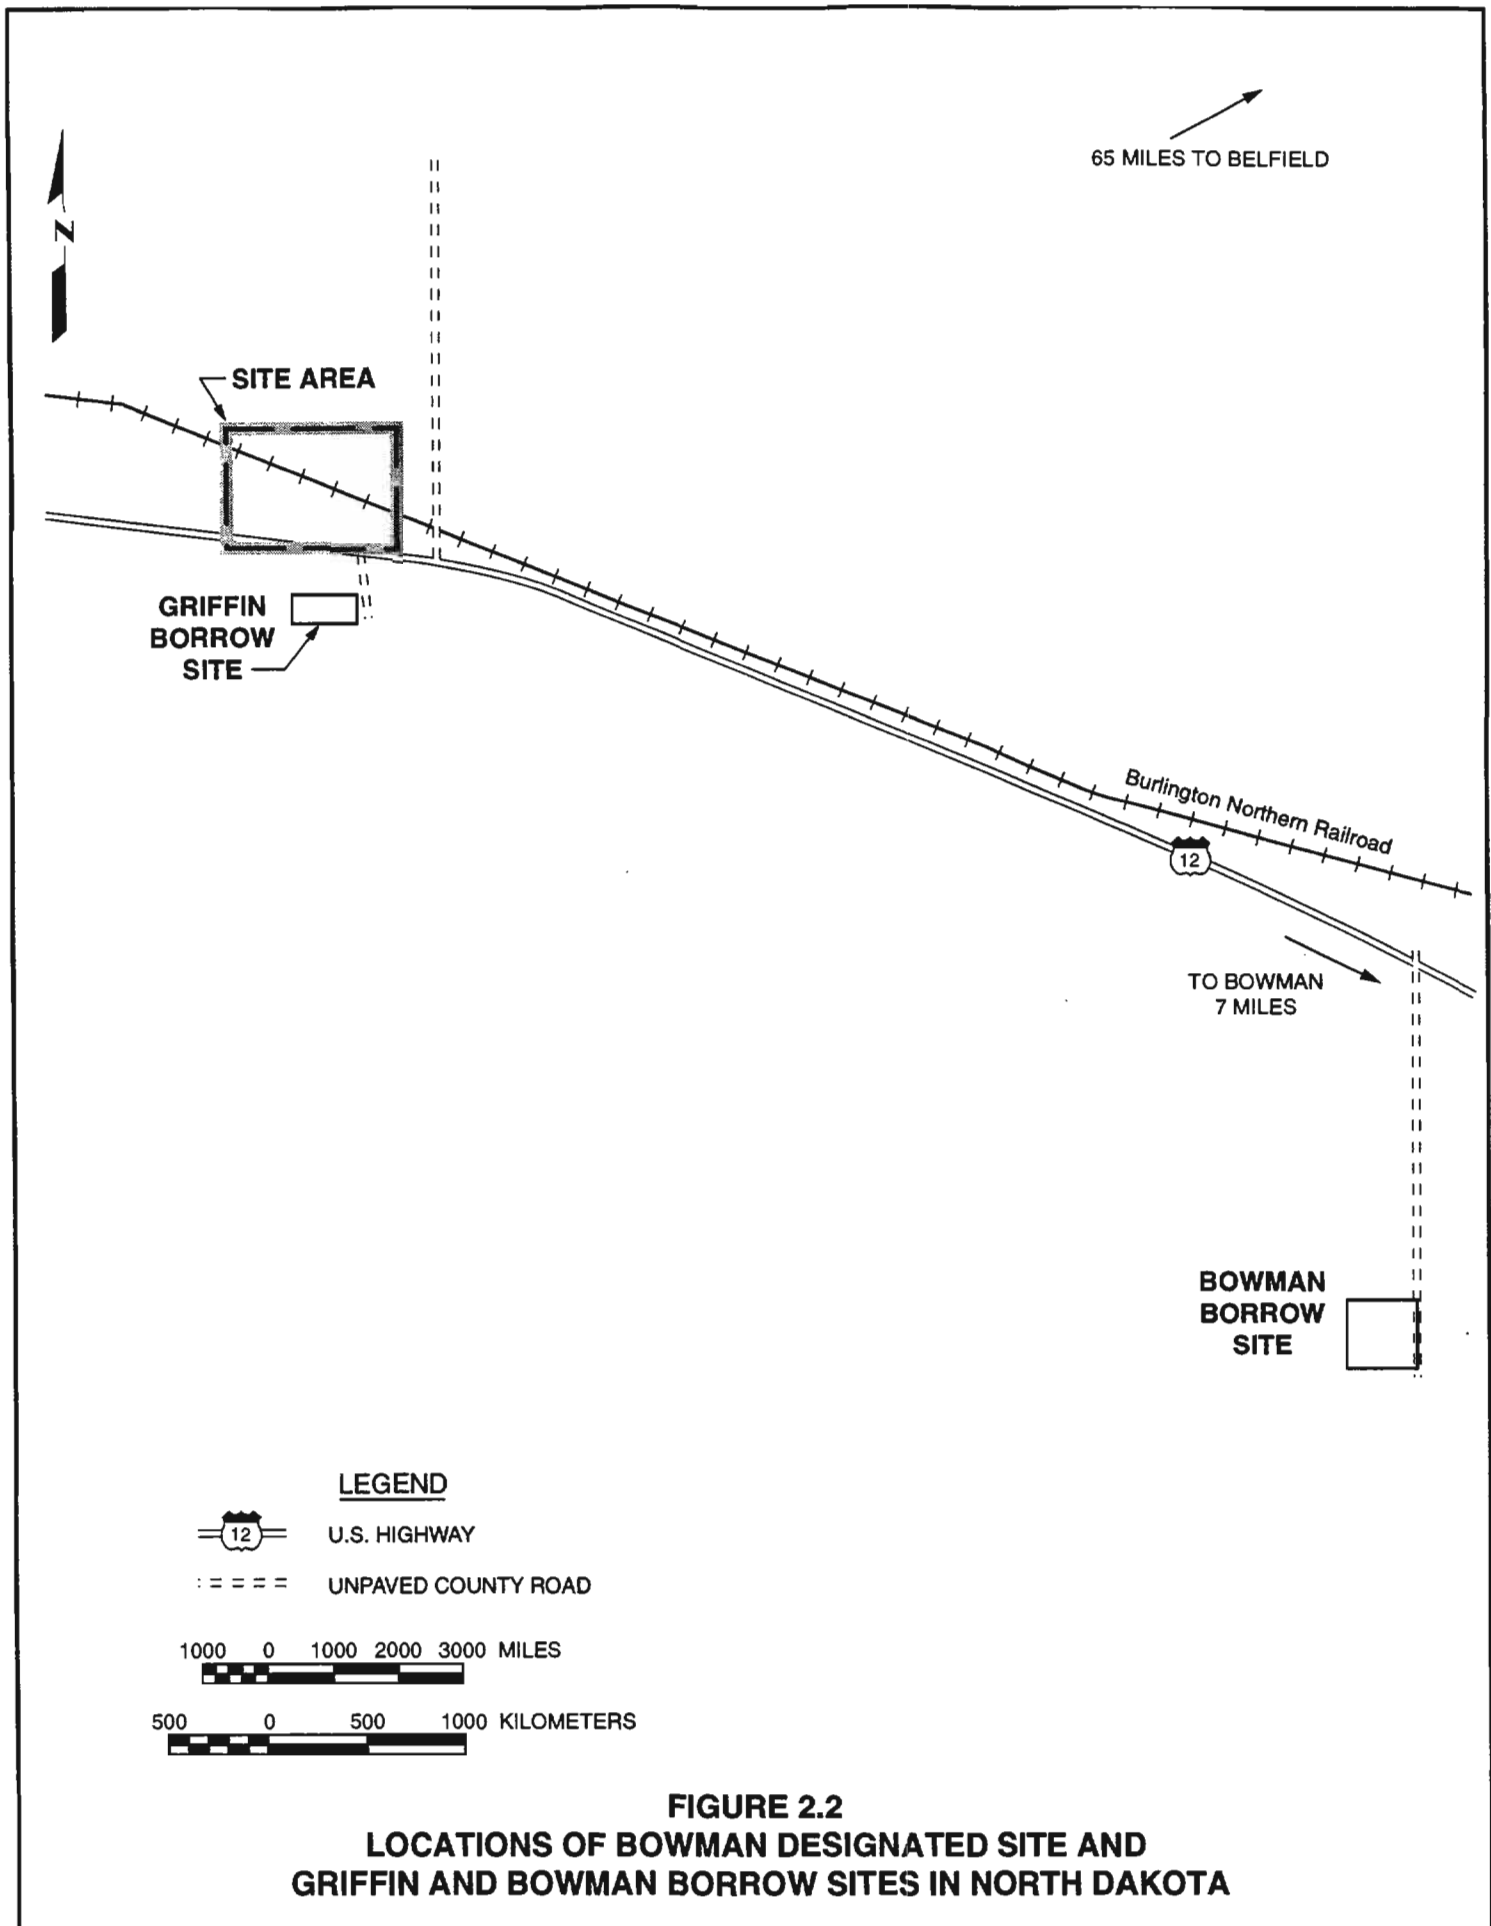 65 MILES TO BELFIELD
N
SITE AREA
GRIFFIN
BORROW
SITE
Burlington Northern Railroad
12
TO BOWMAN
7 MILES
BOWMAN
BORROW
SITE
LEGEND
12 U.S. HIGHWAY
UNPAVED COUNTY ROAD
1000 0 1000 2000 3000 MILES
500 0 500 1000 KILOMETERS
FIGURE 2.2
LOCATIONS OF BOWMAN DESIGNATED SITE AND
GRIFFIN AND BOWMAN BORROW SITES IN NORTH DAKOTA